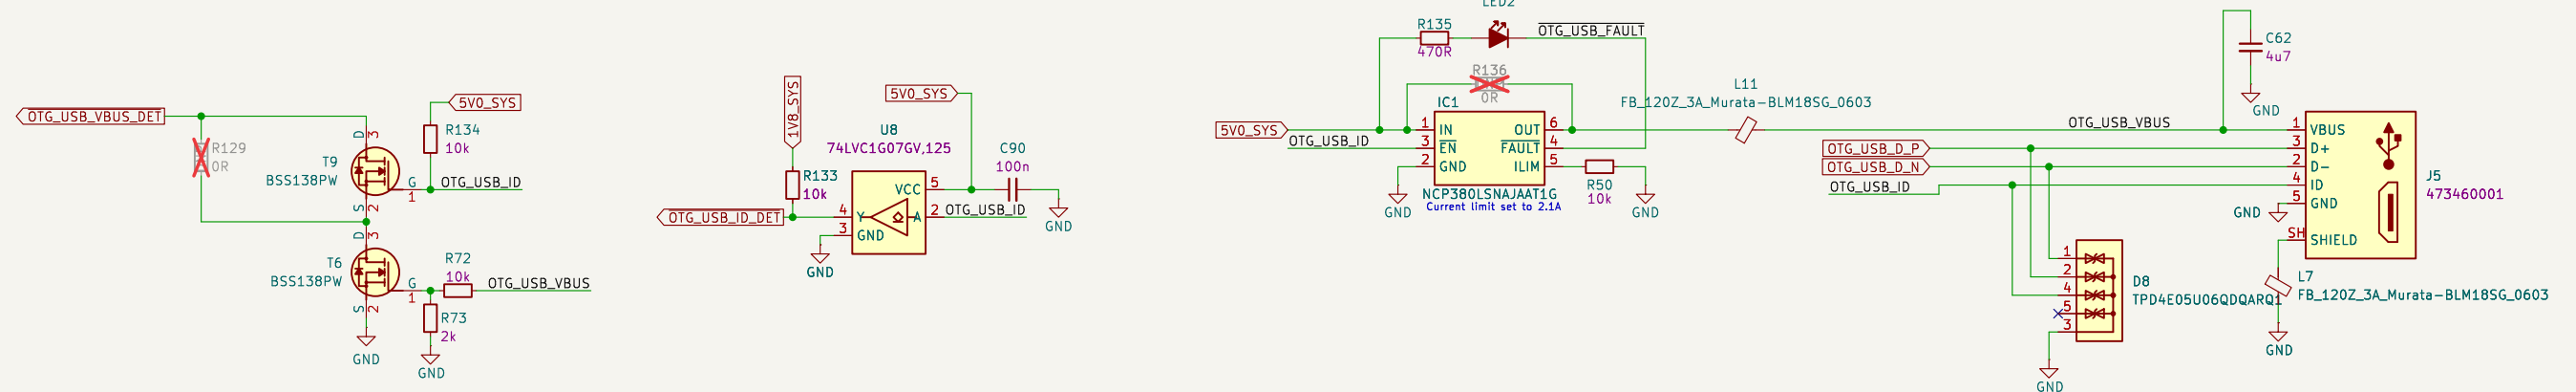 OTG_USB_VBUS_DET
R129
0R
D
3
T9
BSS138PW
G
1
S
2
5V0_SYS
R134
10k
OTG_USB_ID
D
3
T6
BSS138PW
G
1
S
2
GND
R72
10k
OTG_USB_VBUS
R73
2k
GND
1V8_SYS
R133
10k
OTG_USB_ID_DET
5V0_SYS
U8
74LVC1G07GV,125
VCC
5
4
Y
A
2
3
GND
GND
C90
100n
OTG_USB_ID
GND
LED2
R135
470R
OTG_USB_FAULT
R136
0R
IC1
5V0_SYS
1
IN
OUT
6
OTG_USB_ID
3
EN
FAULT
4
2
GND
ILIM
5
NCP380LSNAJAAT1G
Current limit set to 2.1A
GND
R50
10k
GND
L11
FB_120Z_3A_Murata-BLM18SG_0603
OTG_USB_VBUS
C62
4u7
GND
OTG_USB_D_P
OTG_USB_D_N
OTG_USB_ID
1
VBUS
3
D+
2
D-
4
ID
5
GND
GND
SH
SHIELD
J5
473460001
L7
FB_120Z_3A_Murata-BLM18SG_0603
GND
1
2
4
5
3
D8
TPD4E05U06QDQARQ1
GND